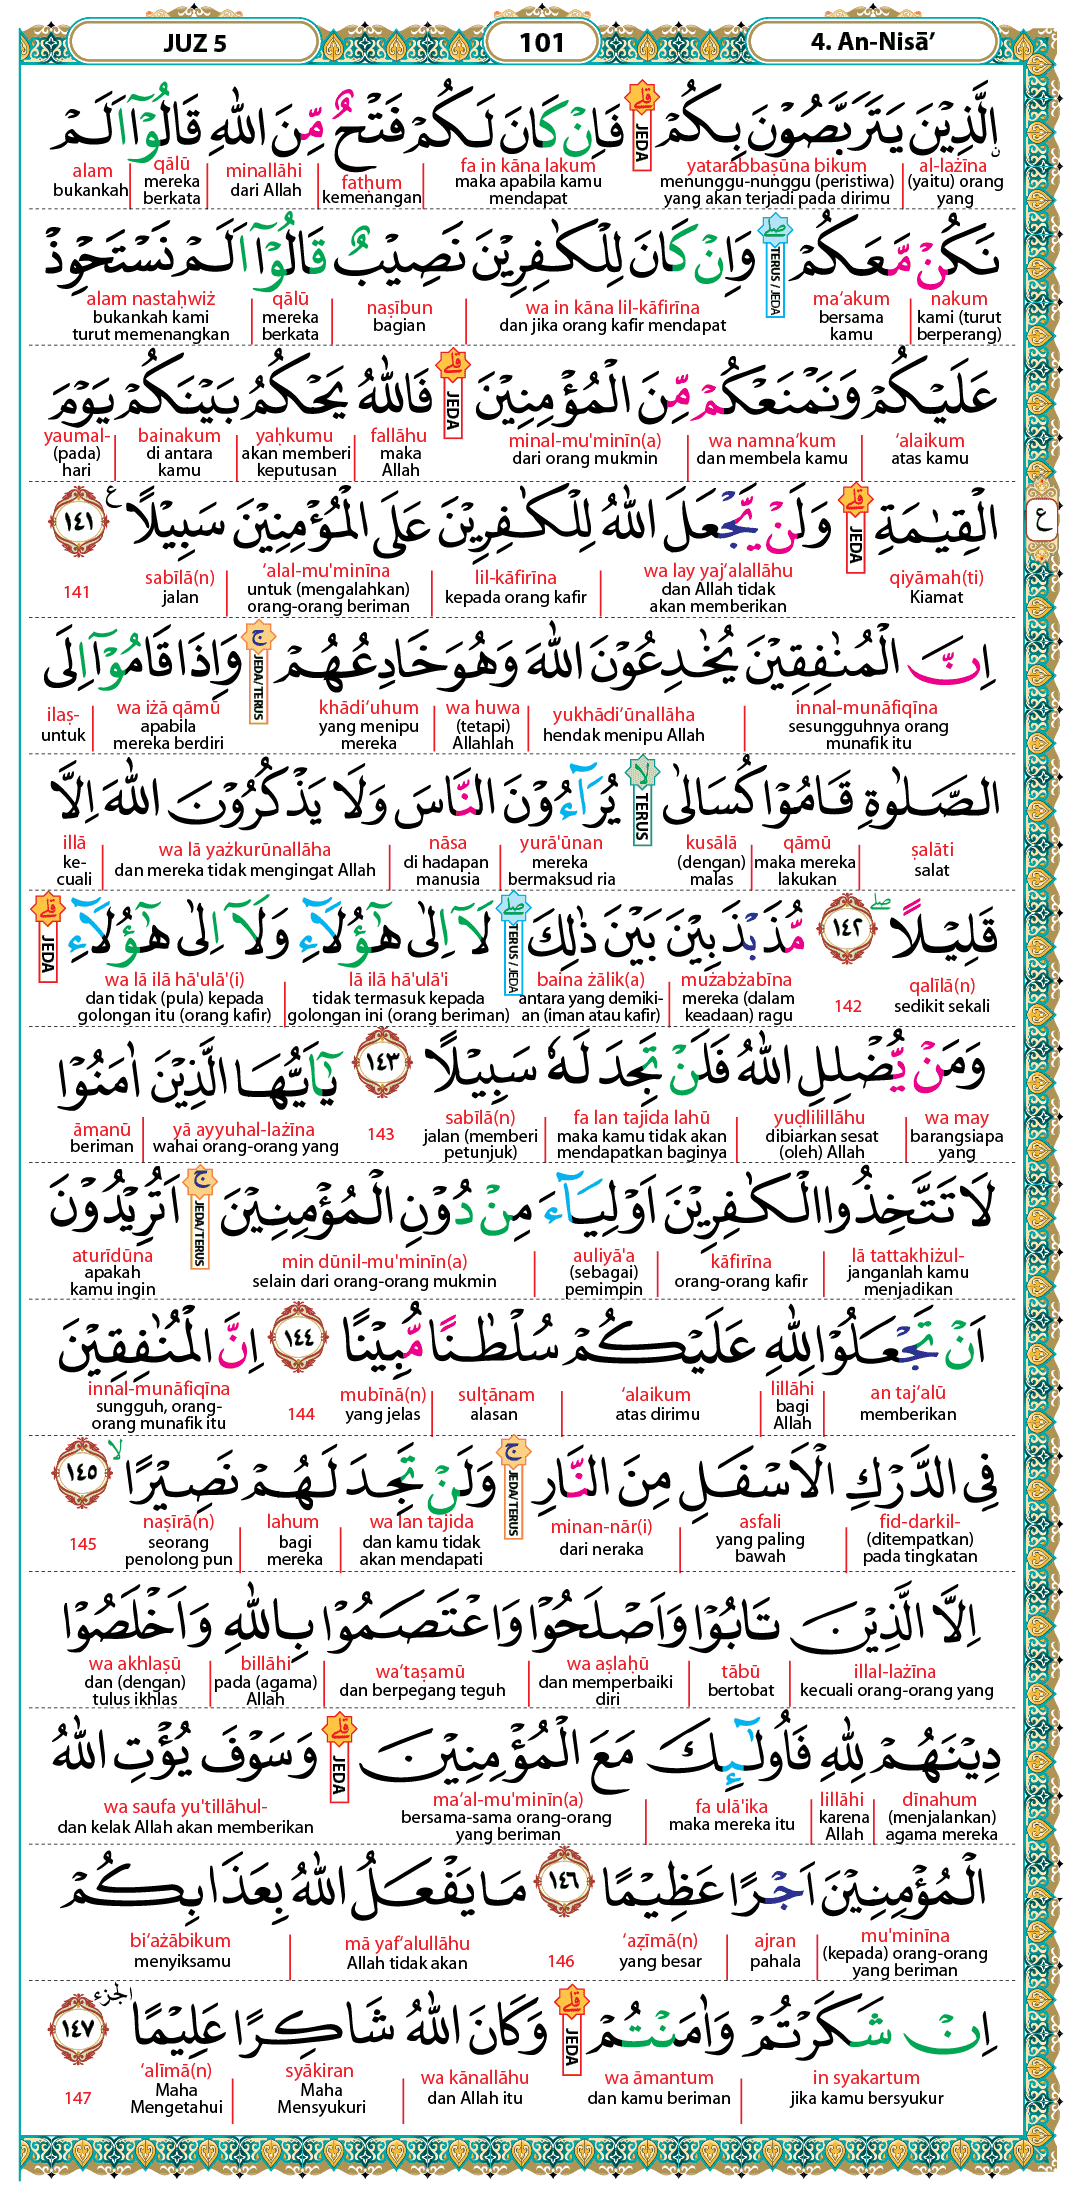 JUZ 5
101
4. An-Nisā’
اِلَّذِيْنَ يَتَرَبَّصُوْنَ بِكُمْۗ فَاِنْ كَانَ لَكُمْ فَتْحٌ مِّنَ اللّٰهِ قَالُوْٓا اَلَمْ
JEDA
al-lażīna yatarabbaṣūna bikum fa in kāna lakum fatḥum minallāhi qālū alam
(yaitu) orang yang menunggu-nunggu (peristiwa) yang akan terjadi pada dirimu maka apabila kamu mendapat kemenangan dari Allah mereka berkata bukankah
نَكُنْ مَّعَكُمْۖ وَاِنْ كَانَ لِلْكٰفِرِيْنَ نَصِيْبٌ قَالُوْٓا اَلَمْ نَسْتَحْوِذْ
TERUS / JEDA
nakum ma‘akum wa in kāna lil-kāfirīna naṣībun qālū alam nastaḥwiż
kami (turut berperang) bersama kamu dan jika orang kafir mendapat bagian mereka berkata bukankah kami turut memenangkan
عَلَيْكُمْ وَنَمْنَعْكُمْ مِّنَ الْمُؤْمِنِيْنَۗ فَاللّٰهُ يَحْكُمُ بَيْنَكُمْ يَوْمَ
JEDA
‘alaikum wa namna‘kum minal-mu'minīn(a) fallāhu yaḥkumu bainakum yaumal-
atas kamu dan membela kamu dari orang mukmin maka Allah akan memberi keputusan di antara kamu (pada) hari
الْقِيٰمَةِۗ وَلَنْ يَّجْعَلَ اللّٰهُ لِلْكٰفِرِيْنَ عَلَى الْمُؤْمِنِيْنَ سَبِيْلًا ࣖ ١٤١
ع
JEDA
qiyāmah(ti) wa lay yaj‘alallāhu lil-kāfirīna ‘alal-mu'minīna sabīlā(n) 141
Kiamat dan Allah tidak akan memberikan kepada orang kafir untuk (mengalahkan) orang-orang beriman jalan
اِنَّ الْمُنٰفِقِيْنَ يُخٰدِعُوْنَ اللّٰهَ وَهُوَ خَادِعُهُمْۚ وَاِذَا قَامُوْٓا اِلَى
JEDA/TERUS
innal-munāfiqīna yukhādi‘ūnallāha wa huwa khādi‘uhum wa iżā qāmū ilaṣ-
sesungguhnya orang munafik itu hendak menipu Allah (tetapi) Allahlah yang menipu mereka apabila mereka berdiri untuk
الصَّلٰوةِ قَامُوْا كُسَالٰىۙ يُرَاۤءُوْنَ النَّاسَ وَلَا يَذْكُرُوْنَ اللّٰهَ اِلَّا
TERUS
ṣalāti qāmū kusālā yurā'ūnan nāsa wa lā yażkurūnallāha illā
salat maka mereka lakukan (dengan) malas mereka bermaksud ria di hadapan manusia dan mereka tidak mengingat Allah ke-cuali
قَلِيْلًاۖ ١٤٢ مُّذَبْذَبِيْنَ بَيْنَ ذٰلِكَۖ لَآ اِلٰى هٰٓؤُلَاۤءِ وَلَآ اِلٰى هٰٓؤُلَاۤءِۗ
TERUS / JEDA
JEDA
qalīlā(n) 142 mużabżabīna baina żālik(a) lā ilā hā'ulā'i wa lā ilā hā'ulā'(i)
sedikit sekali mereka (dalam keadaan) ragu antara yang demiki-an (iman atau kafir) tidak termasuk kepada golongan ini (orang beriman) dan tidak (pula) kepada golongan itu (orang kafir)
وَمَنْ يُّضْلِلِ اللّٰهُ فَلَنْ تَجِدَ لَهٗ سَبِيْلًا ١٤٣ يٰٓاَيُّهَا الَّذِيْنَ اٰمَنُوْا
wa may yuḍlilillāhu fa lan tajida lahū sabīlā(n) 143 yā ayyuhal-lażīna āmanū
barangsiapa yang dibiarkan sesat (oleh) Allah maka kamu tidak akan mendapatkan baginya jalan (memberi petunjuk) wahai orang-orang yang beriman
لَا تَتَّخِذُوا الْكٰفِرِيْنَ اَوْلِيَاۤءَ مِنْ دُوْنِ الْمُؤْمِنِيْنَۚ اَتُرِيْدُوْنَ
JEDA/TERUS
lā tattakhiżul- kāfirīna auliyā'a min dūnil-mu'minīn(a) aturīdūna
janganlah kamu menjadikan orang-orang kafir (sebagai) pemimpin selain dari orang-orang mukmin apakah kamu ingin
اَنْ تَجْعَلُوْا لِلّٰهِ عَلَيْكُمْ سُلْطٰنًا مُّبِيْنًا ١٤٤ اِنَّ الْمُنٰفِقِيْنَ
an taj‘alū lillāhi ‘alaikum sulṭānam mubīnā(n) 144 innal-munāfiqīna
memberikan bagi Allah atas dirimu alasan yang jelas sungguh, orang-orang munafik itu
فِى الدَّرْكِ الْاَسْفَلِ مِنَ النَّارِۚ وَلَنْ تَجِدَ لَهُمْ نَصِيْرًاۙ ١٤٥
JEDA/TERUS
fid-darkil- asfali minan-nār(i) wa lan tajida lahum naṣīrā(n) 145
(ditempatkan) pada tingkatan yang paling bawah dari neraka dan kamu tidak akan mendapati bagi mereka seorang penolong pun
اِلَّا الَّذِيْنَ تَابُوْا وَاَصْلَحُوْا وَاعْتَصَمُوْا بِاللّٰهِ وَاَخْلَصُوْا
illal-lażīna tābū wa aṣlaḥū wa‘taṣamū billāhi wa akhlaṣū
kecuali orang-orang yang bertobat dan memperbaiki diri dan berpegang teguh pada (agama) Allah dan (dengan) tulus ikhlas
دِيْنَهُمْ لِلّٰهِ فَاُولٰۤىِٕكَ مَعَ الْمُؤْمِنِيْنَۗ وَسَوْفَ يُؤْتِ اللّٰهُ
JEDA
dīnahum lillāhi fa ulā'ika ma‘al-mu'minīn(a) wa saufa yu'tillāhul-
(menjalankan) agama mereka karena Allah maka mereka itu bersama-sama orang-orang yang beriman dan kelak Allah akan memberikan
الْمُؤْمِنِيْنَ اَجْرًا عَظِيْمًا ١٤٦ مَا يَفْعَلُ اللّٰهُ بِعَذَابِكُمْ
mu'minīna ajran ‘aẓīmā(n) 146 mā yaf‘alullāhu bi‘ażābikum
(kepada) orang-orang yang beriman pahala yang besar Allah tidak akan menyiksamu
اِنْ شَكَرْتُمْ وَاٰمَنْتُمْۗ وَكَانَ اللّٰهُ شَاكِرًا عَلِيْمًا ١٤٧ الجزء
JEDA
in syakartum wa āmantum wa kānallāhu syākiran ‘alīmā(n) 147
jika kamu bersyukur dan kamu beriman dan Allah itu Maha Mensyukuri Maha Mengetahui